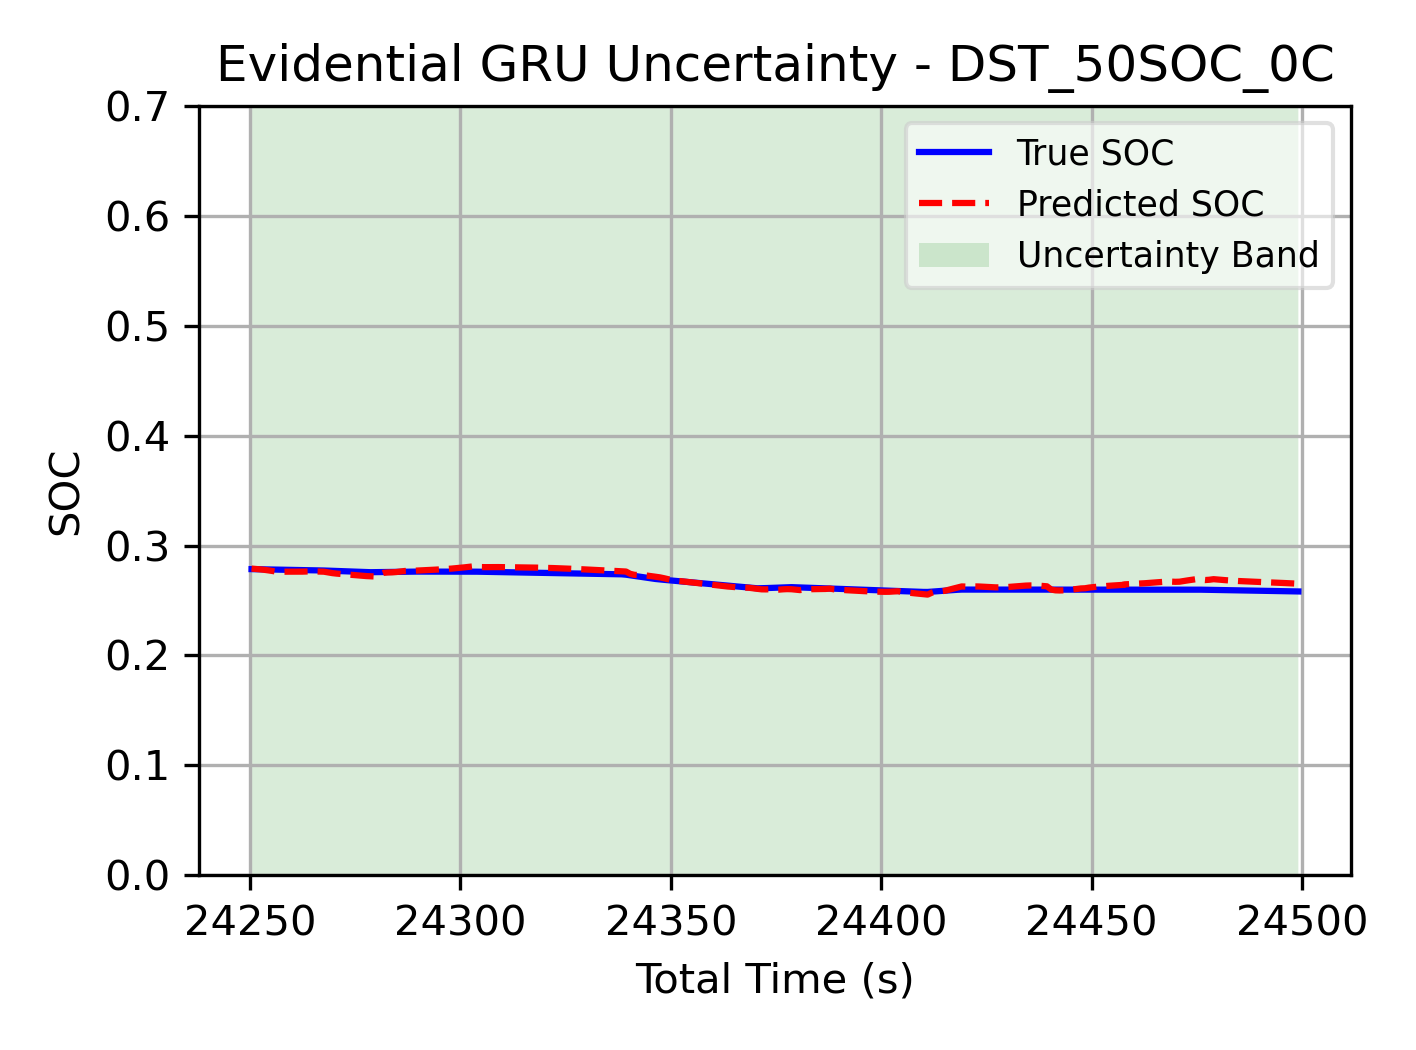 Evidential GRU Uncertainty - DST_50SOC_0C
0.7
0.6
0.5
0.4
0.3
0.2
0.1
0.0
SOC
True SOC
Predicted SOC
Uncertainty Band
24250 24300 24350 24400 24450 24500
Total Time (s)